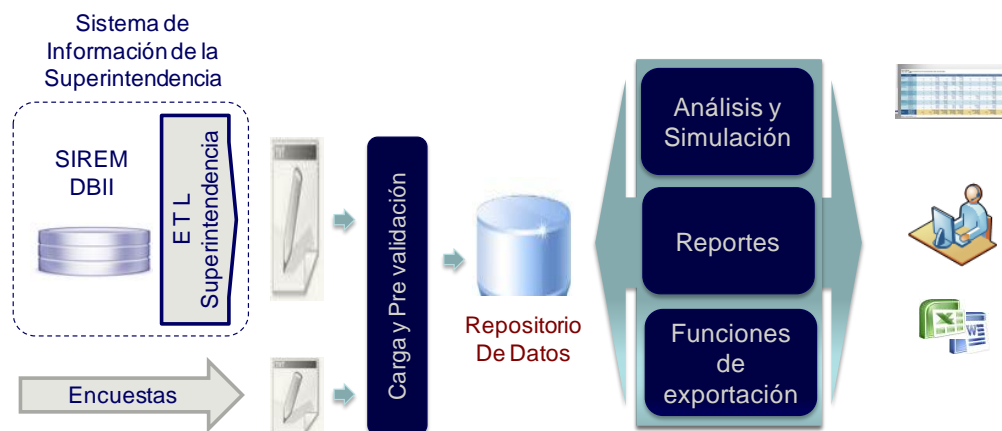 Sistema de
Información de la
Superintendencia
SIREM
DBII
E T L
Superintendencia
Encuestas
Carga y Pre validación
Repositorio
De Datos
Análisis y
Simulación
Reportes
Funciones
de
exportación